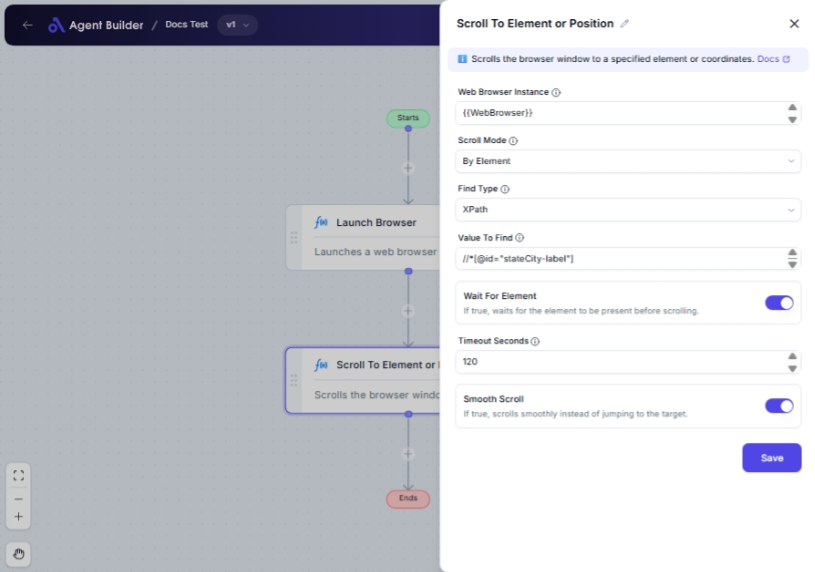 Agent Builder / Docs Test v1
Starts
Launch Browser
Launches a web browser
Scroll To Element or
Scrolls the browser windo
Ends
Scroll To Element or Position
Scrolls the browser window to a specified element or coordinates. Docs
Web Browser Instance
{{WebBrowser}}
Scroll Mode
By Element
Find Type
XPath
Value To Find
//*[@id="stateCity-label"]
Wait For Element
If true, waits for the element to be present before scrolling.
Timeout Seconds
120
Smooth Scroll
If true, scrolls smoothly instead of jumping to the target.
Save